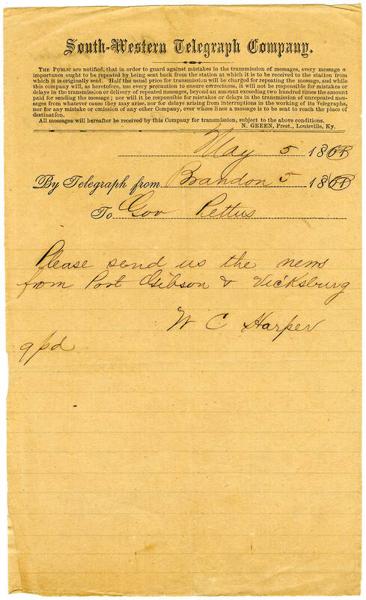 South-Western Telegraph Company.
The Public are notified, that in order to guard against mistakes in the transmission of messages, every message of
importance ought to be repeated by being sent back from the station at which it is to be received to the station from
which it is originally sent. Half the usual price for transmission will be charged for repeating the message, and while
this company will, as heretofore, use every precaution to ensure correctness, it will not be responsible for mistakes or
delays in the transmission or delivery of repeated messages, beyond an amount exceeding two hundred times the amount
paid for sending the message; nor will it be responsible for mistakes or delays in the transmission of unrepeated mes-
sages from whatever cause they may arise, nor for delays arising from interruptions in the working of its Telegraphs,
nor for any mistake or omission of any other Company, over whose lines a message is to be sent to reach the place of
destination.
All messages will hereafter be received by this Company for transmission, subject to the above conditions.
N. GREEN, Prest., Louisville, Ky.
May 5 186
By Telegraph from Brandon 5 186
To Gov Pettus
Please send us the news
from Port Gibson & Vicksburg
W C Harper
9pd